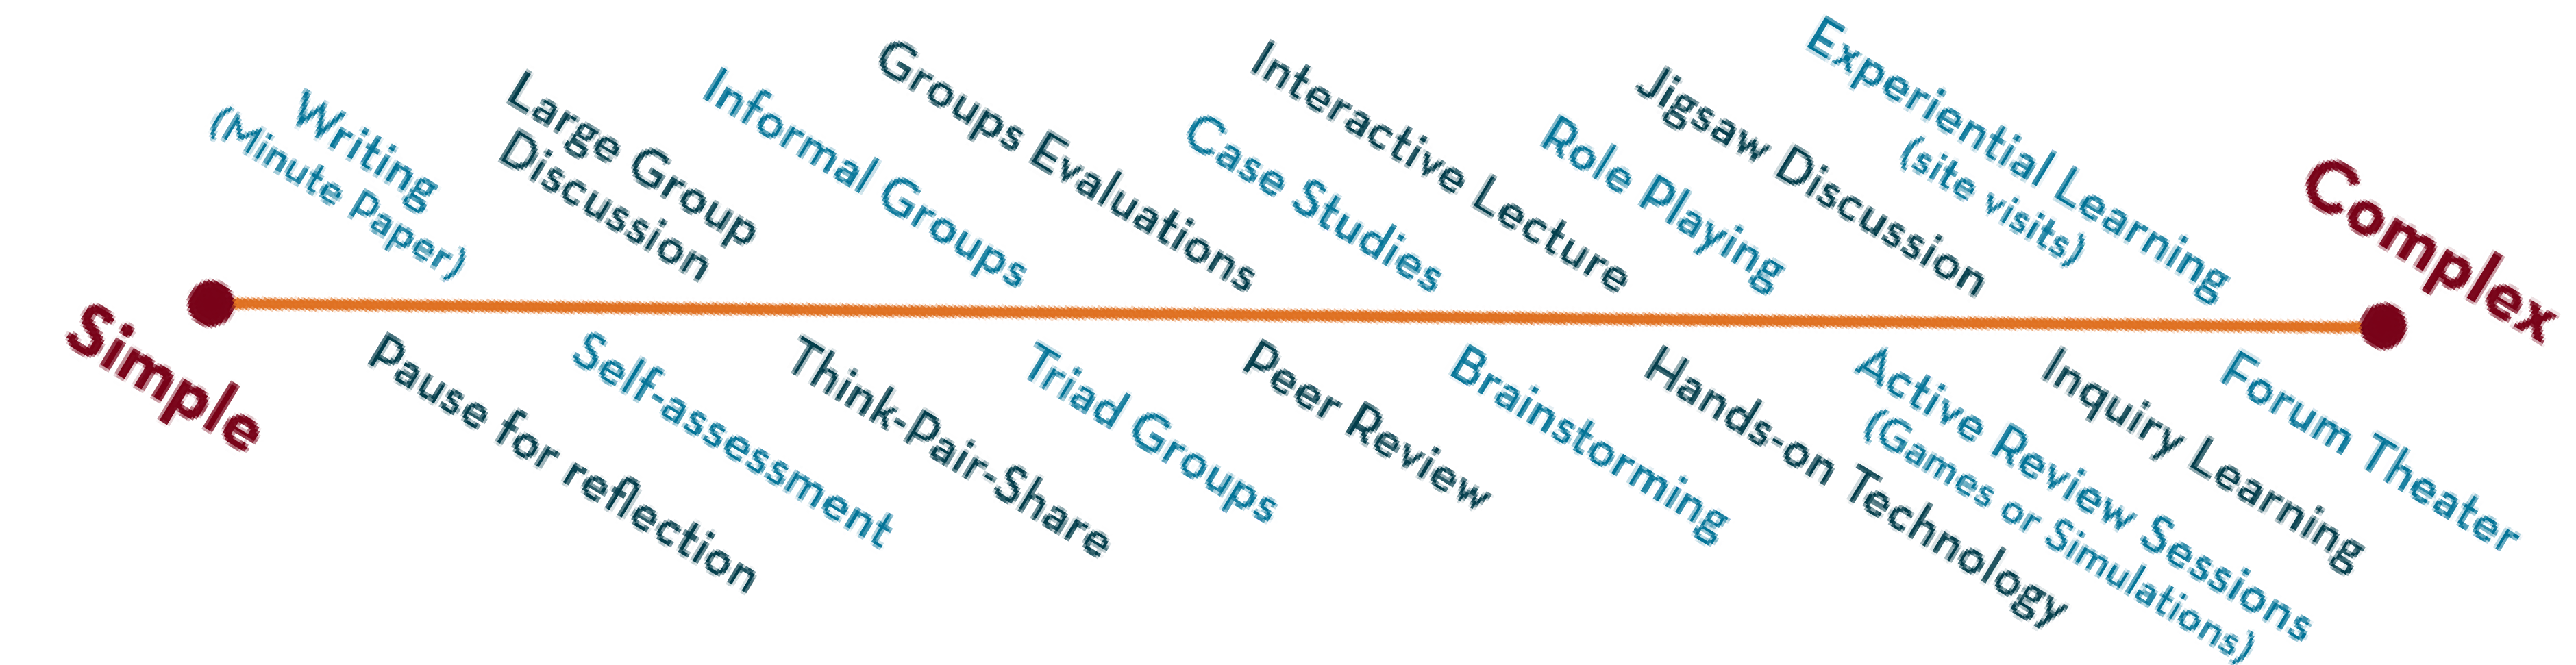 Writing
(Minute Paper)
Large Group
Discussion
Informal Groups
Groups Evaluations
Case Studies
Interactive Lecture
Role Playing
Jigsaw Discussion
Experiential Learning
(site visits)
Complex
Simple
Pause for reflection
Self-assessment
Think-Pair-Share
Triad Groups
Peer Review
Brainstorming
Hands-on Technology
Active Review Sessions
(Games or Simulations)
Inquiry Learning
Forum Theater